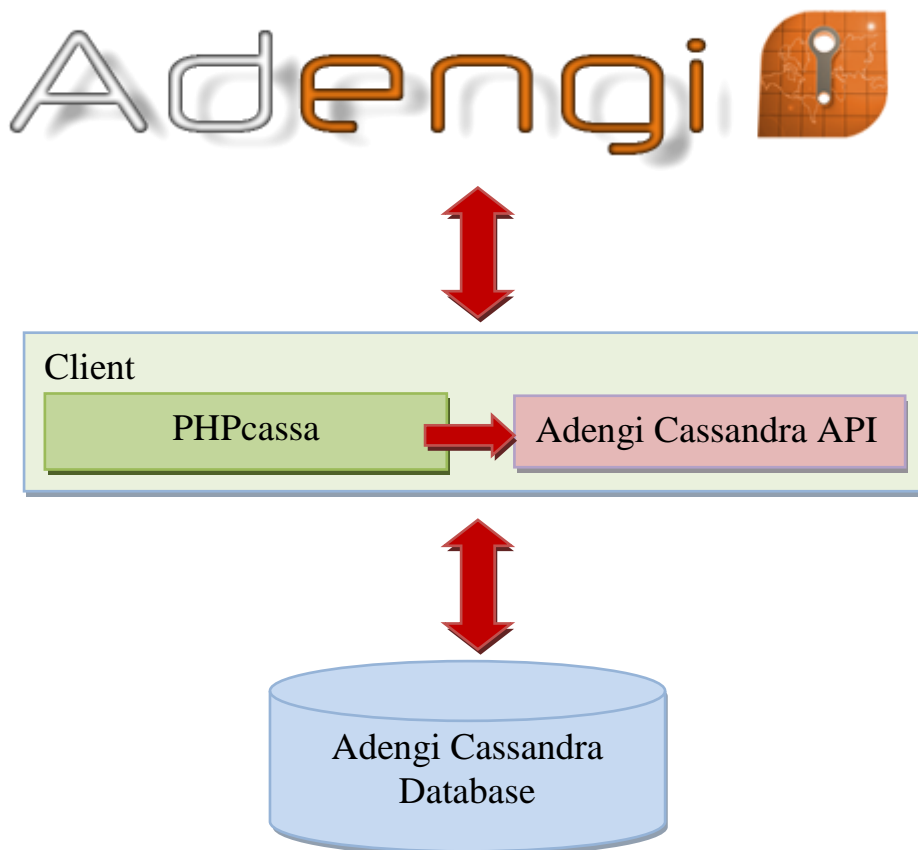 Adengi
Client
PHPcassa
Adengi Cassandra API
Adengi Cassandra
Database